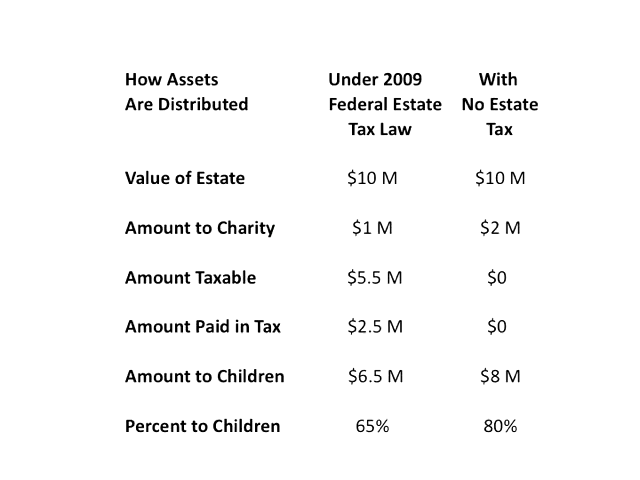 How Assets Under 2009 With
Are Distributed Federal Estate No Estate
Tax Law Tax
Value of Estate $10 M $10 M
Amount to Charity $1 M $2 M
Amount Taxable $5.5 M $0
Amount Paid in Tax $2.5 M $0
Amount to Children $6.5 M $8 M
Percent to Children 65% 80%